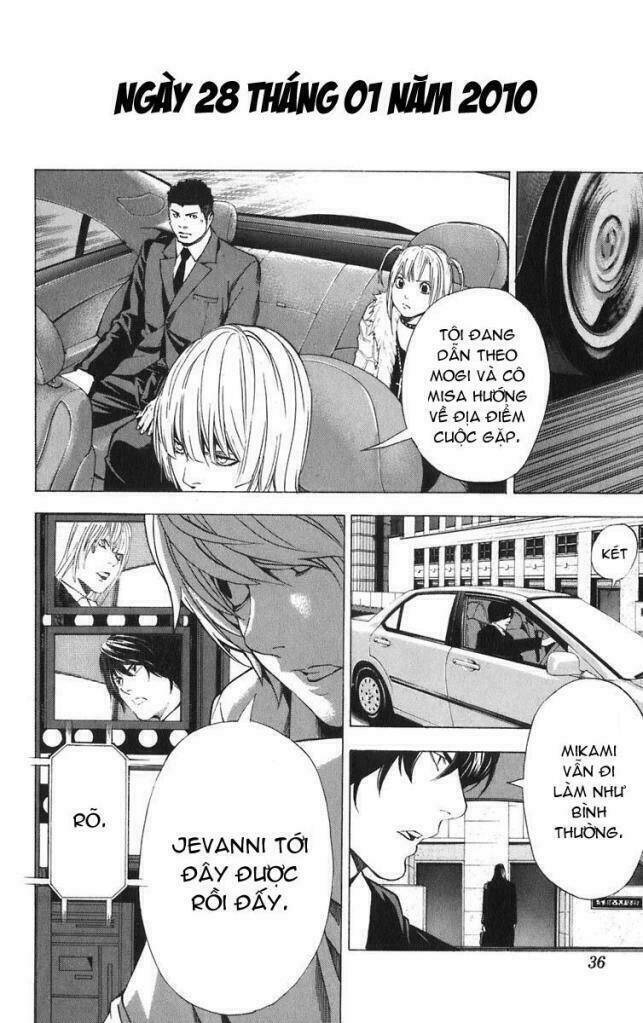 NGÀY 28 THÁNG 01 NĂM 2010
TÔI ĐANG
DẪN THEO
MOGI VÀ CÔ
MISA HƯỚNG
VỀ ĐỊA ĐIỂM
CUỘC GẶP.
KÉT
MIKAMI
VẪN ĐI
LÀM NHƯ
BÌNH
THƯỜNG.
JEVANNI TỚI
ĐÂY ĐƯỢC
RỒI ĐẤY.
RÕ.
36